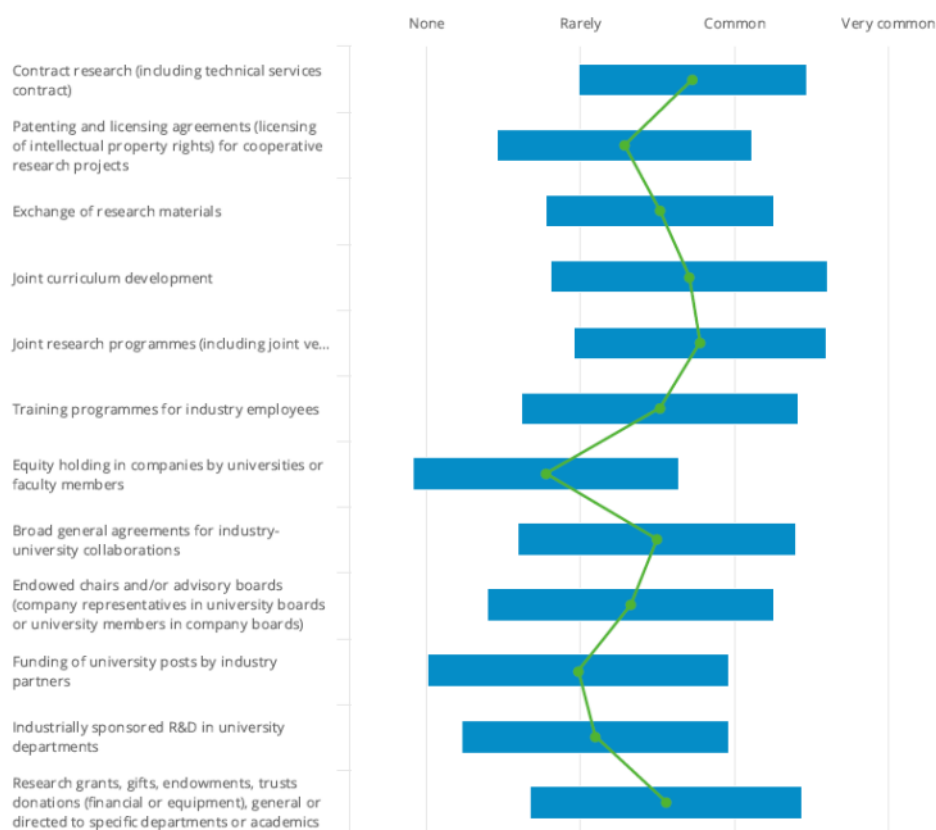 None Rarely Common Very common
Contract research (including technical services
contract)
Patenting and licensing agreements (licensing
of intellectual property rights) for cooperative
research projects
Exchange of research materials
Joint curriculum development
Joint research programmes (including joint ve...
Training programmes for industry employees
Equity holding in companies by universities or
faculty members
Broad general agreements for industry-
university collaborations
Endowed chairs and/or advisory boards
(company representatives in university boards
or university members in company boards)
Funding of university posts by industry
partners
Industrially sponsored R&D in university
departments
Research grants, gifts, endowments, trusts
donations (financial or equipment), general or
directed to specific departments or academics